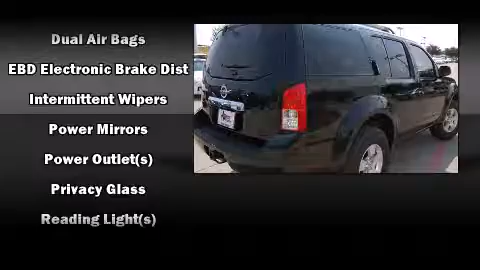 Dual Air Bags
EBD Electronic Brake Dist
Intermittent Wipers
Power Mirrors
Power Outlet(s)
Privacy Glass
Reading Light(s)